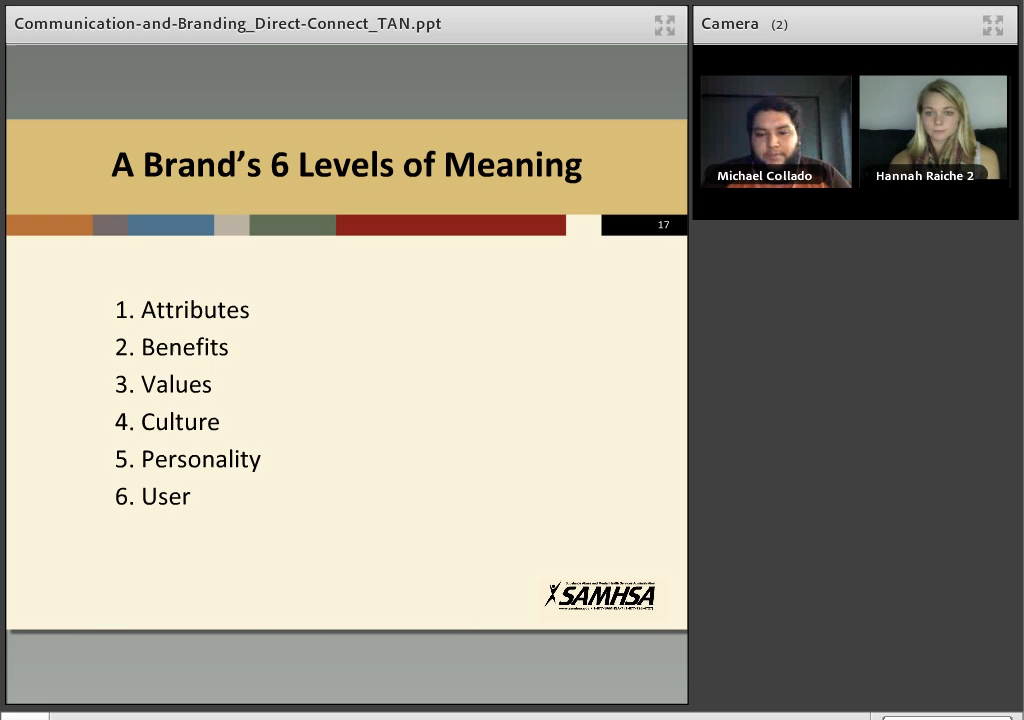 Communication-and-Branding_Direct-Connect_TAN.ppt
Camera (2)
Michael Collado
Hannah Raiche 2
A Brand’s 6 Levels of Meaning
17
1. Attributes
2. Benefits
3. Values
4. Culture
5. Personality
6. User
SAMHSA